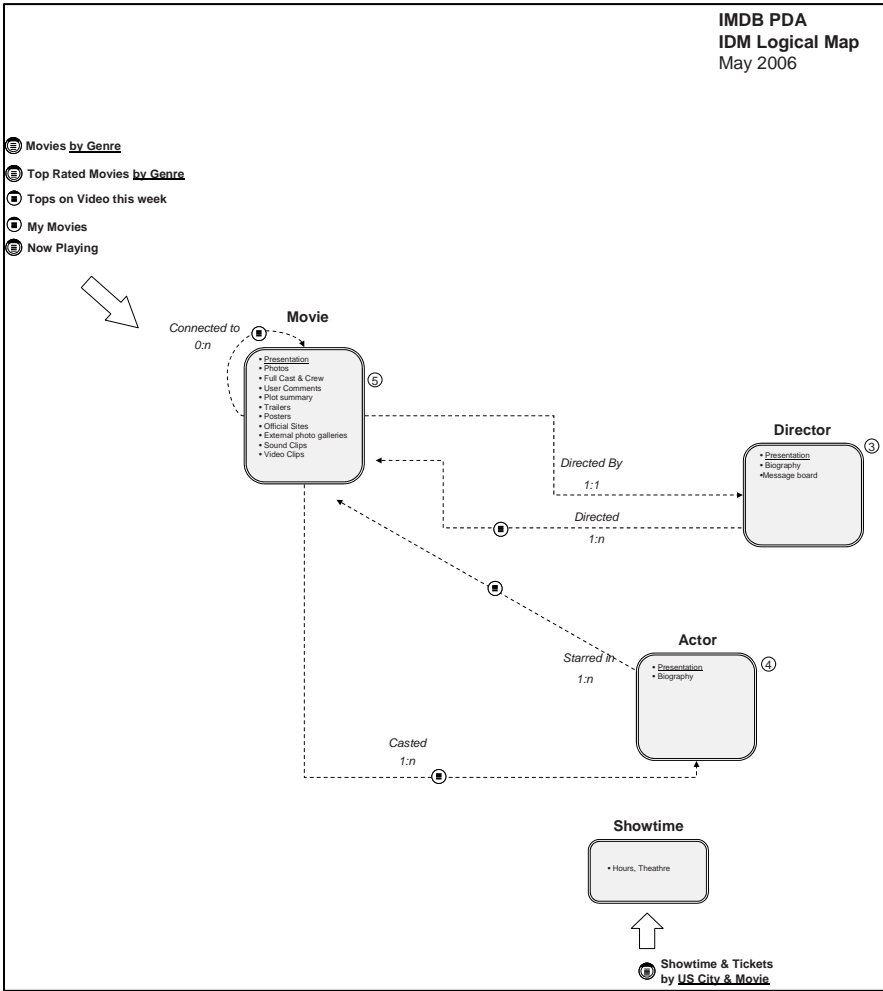 IMDB PDA
IDM Logical Map
May 2006
Movies by Genre
Top Rated Movies by Genre
Tops on Video this week
My Movies
Now Playing
Connected to
0:n
Movie
• Presentation
• Photos
• Full Cast & Crew
• User Comments
• Plot summary
• Trailers
• Posters
• Official Sites
• External photo galleries
• Sound Clips
• Video Clips
5
Directed By
1:1
Director
• Presentation
• Biography
•Message board
3
Directed
1:n
Starred in
1:n
Actor
• Presentation
• Biography
4
Casted
1:n
Showtime
• Hours, Theathre
Showtime & Tickets
by US City & Movie